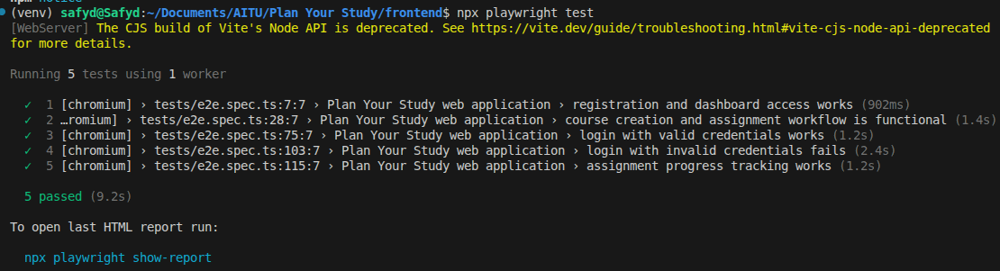 (venv) safyd@Safyd:~/Documents/AITU/Plan Your Study/frontend$ npx playwright test
[WebServer] The CJS build of Vite's Node API is deprecated. See https://vite.dev/guide/troubleshooting.html#vite-cjs-node-api-deprecated
for more details.
Running 5 tests using 1 worker
✓ 1 [chromium] › tests/e2e.spec.ts:7:7 › Plan Your Study web application › registration and dashboard access works (902ms)
✓ 2 …romium] › tests/e2e.spec.ts:28:7 › Plan Your Study web application › course creation and assignment workflow is functional (1.4s)
✓ 3 [chromium] › tests/e2e.spec.ts:75:7 › Plan Your Study web application › login with valid credentials works (1.2s)
✓ 4 [chromium] › tests/e2e.spec.ts:103:7 › Plan Your Study web application › login with invalid credentials fails (2.4s)
✓ 5 [chromium] › tests/e2e.spec.ts:115:7 › Plan Your Study web application › assignment progress tracking works (1.2s)
5 passed (9.2s)
To open last HTML report run:
npx playwright show-report